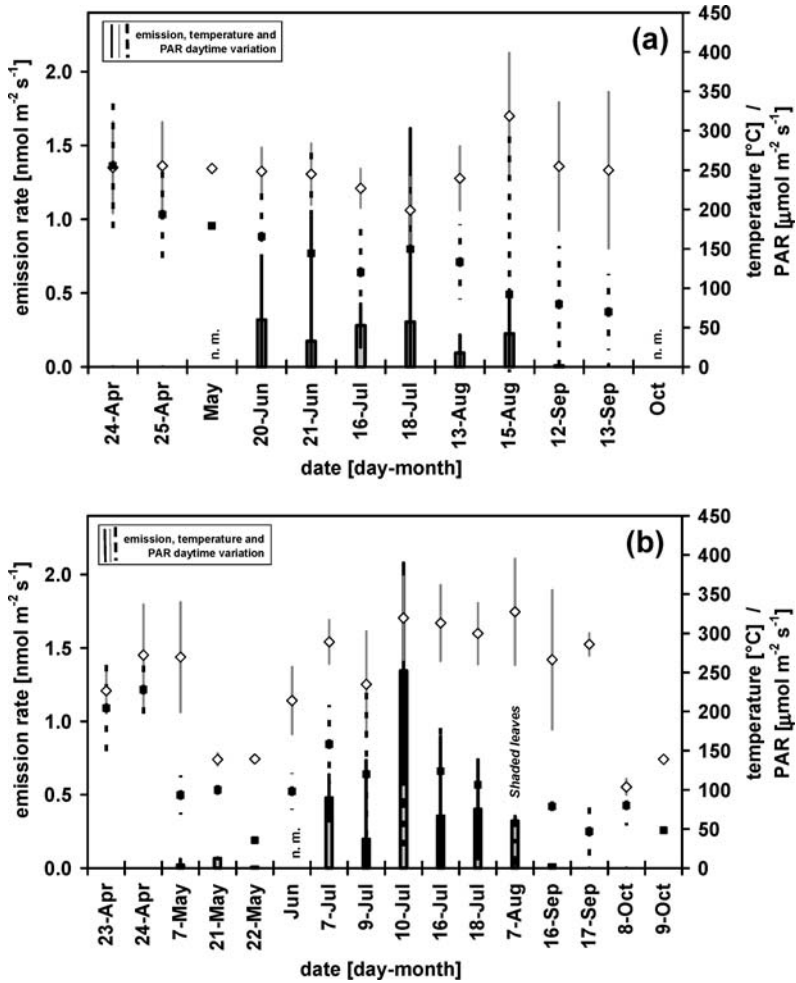 (a)
emission, temperature and
PAR daytime variation
emission rate [nmol m-2 s-1]
2.0
1.5
1.0
0.5
0.0
450
400
350
300
250
200
150
100
50
0
temperature [°C] /
PAR [µmol m-2 s-1]
n. m.
n. m.
24-Apr
25-Apr
May
20-Jun
21-Jun
16-Jul
18-Jul
13-Aug
15-Aug
12-Sep
13-Sep
Oct
date [day-month]
(b)
emission, temperature and
PAR daytime variation
emission rate [nmol m-2 s-1]
2.0
1.5
1.0
0.5
0.0
450
400
350
300
250
200
150
100
50
0
temperature [°C] /
PAR [µmol m-2 s-1]
n. m.
Shaded leaves
23-Apr
24-Apr
7-May
21-May
22-May
Jun
7-Jul
9-Jul
10-Jul
16-Jul
18-Jul
7-Aug
16-Sep
17-Sep
8-Oct
9-Oct
date [day-month]